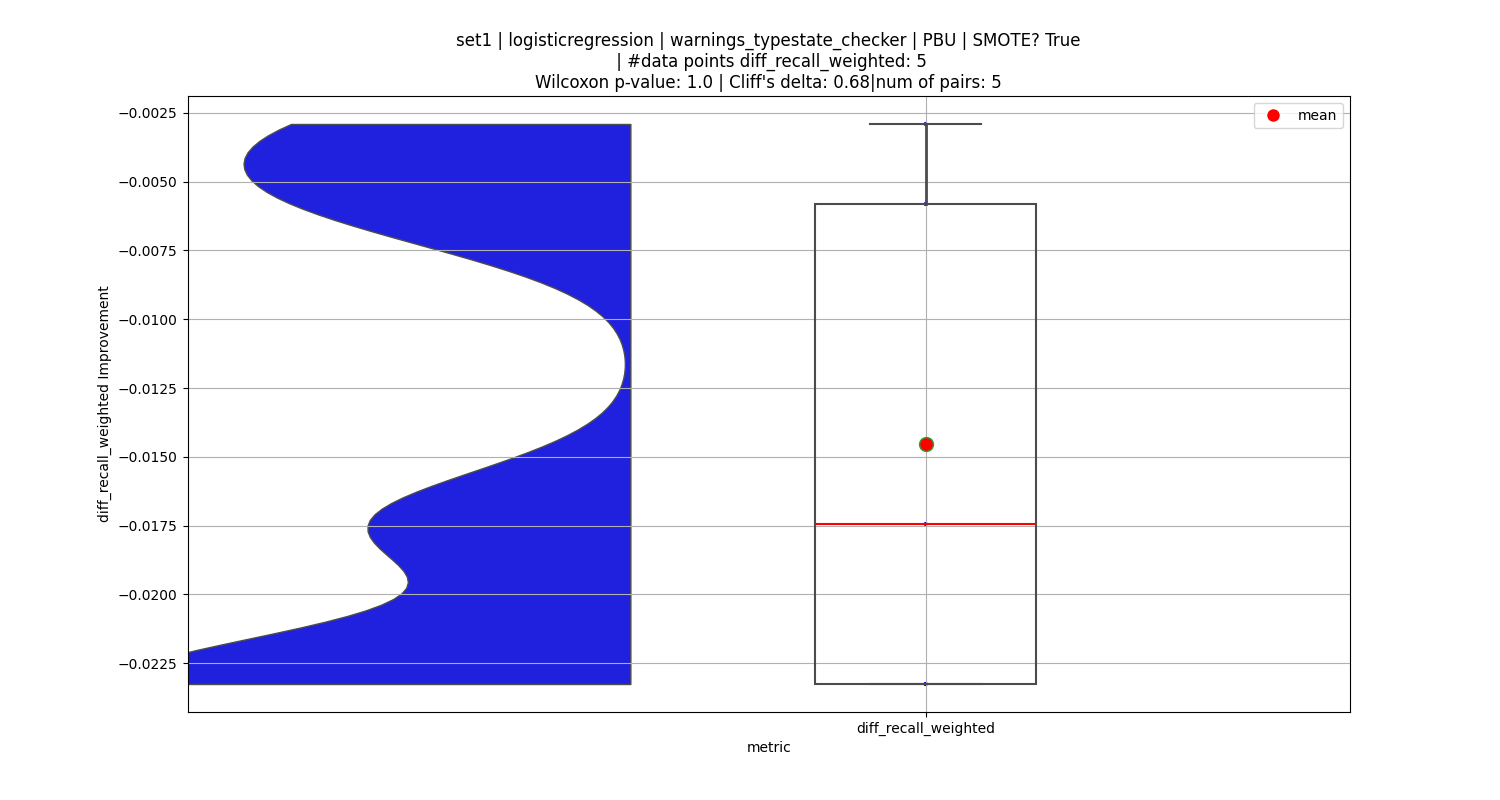 set1 | logisticregression | warnings_typestate_checker | PBU | SMOTE? True
| #data points diff_recall_weighted: 5
Wilcoxon p-value: 1.0 | Cliff's delta: 0.68|num of pairs: 5
mean
−0.0025
−0.0050
−0.0075
−0.0100
−0.0125
−0.0150
−0.0175
−0.0200
−0.0225
diff_recall_weighted Improvement
diff_recall_weighted
metric